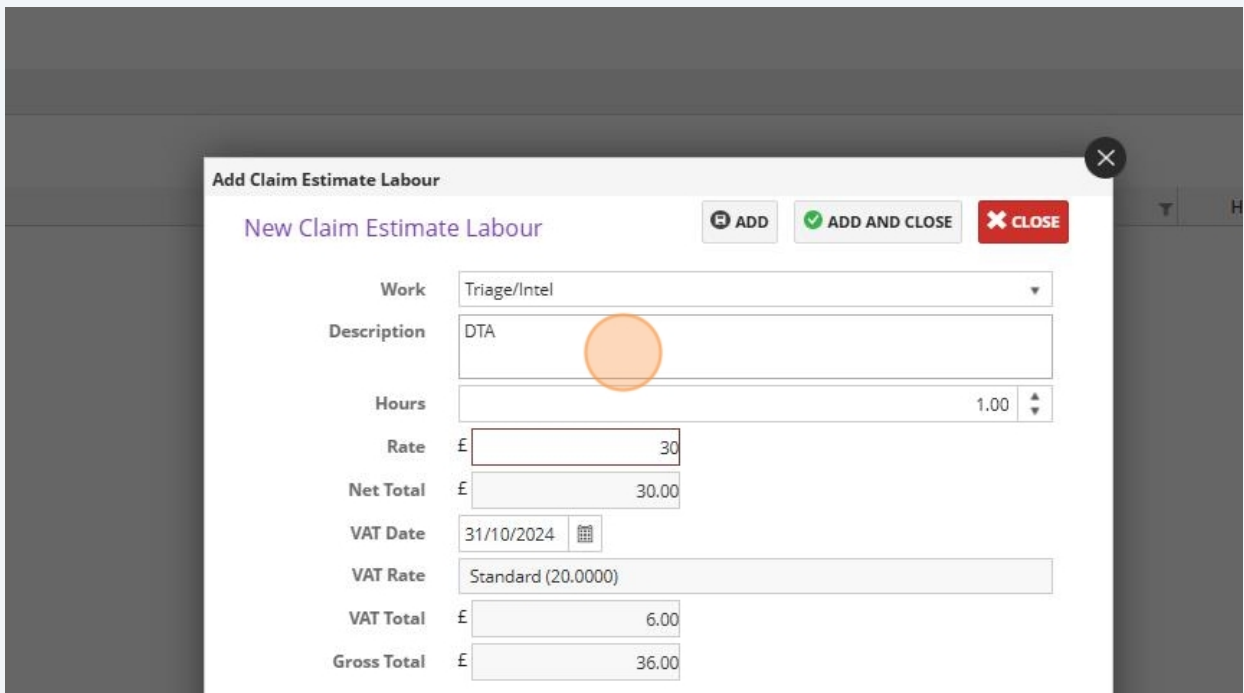 Add Claim Estimate Labour
New Claim Estimate Labour
ADD
ADD AND CLOSE
CLOSE
H
Work Triage/Intel
Description DTA
Hours 1.00
Rate £ 30
Net Total £ 30.00
VAT Date 31/10/2024
VAT Rate Standard (20.0000)
VAT Total £ 6.00
Gross Total £ 36.00